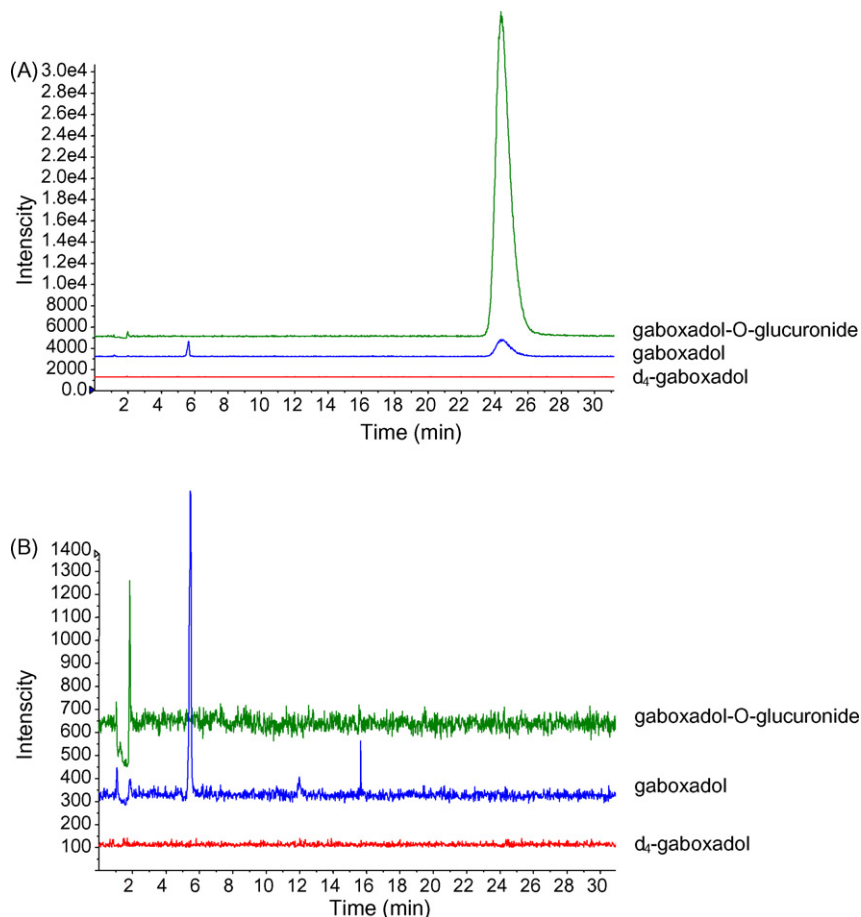 (A)
Intenscity
3.0e4
2.8e4
2.6e4
2.4e4
2.2e4
2.0e4
1.8e4
1.6e4
1.4e4
1.2e4
1.0e4
8000
6000
4000
2000
0.0
gaboxadol-O-glucuronide
gaboxadol
d₄-gaboxadol
2 4 6 8 10 12 14 16 18 20 22 24 26 28 30
Time (min)
(B)
Intenscity
1400
1300
1200
1100
1000
900
800
700
600
500
400
300
200
100
gaboxadol-O-glucuronide
gaboxadol
d₄-gaboxadol
2 4 6 8 10 12 14 16 18 20 22 24 26 28 30
Time (min)